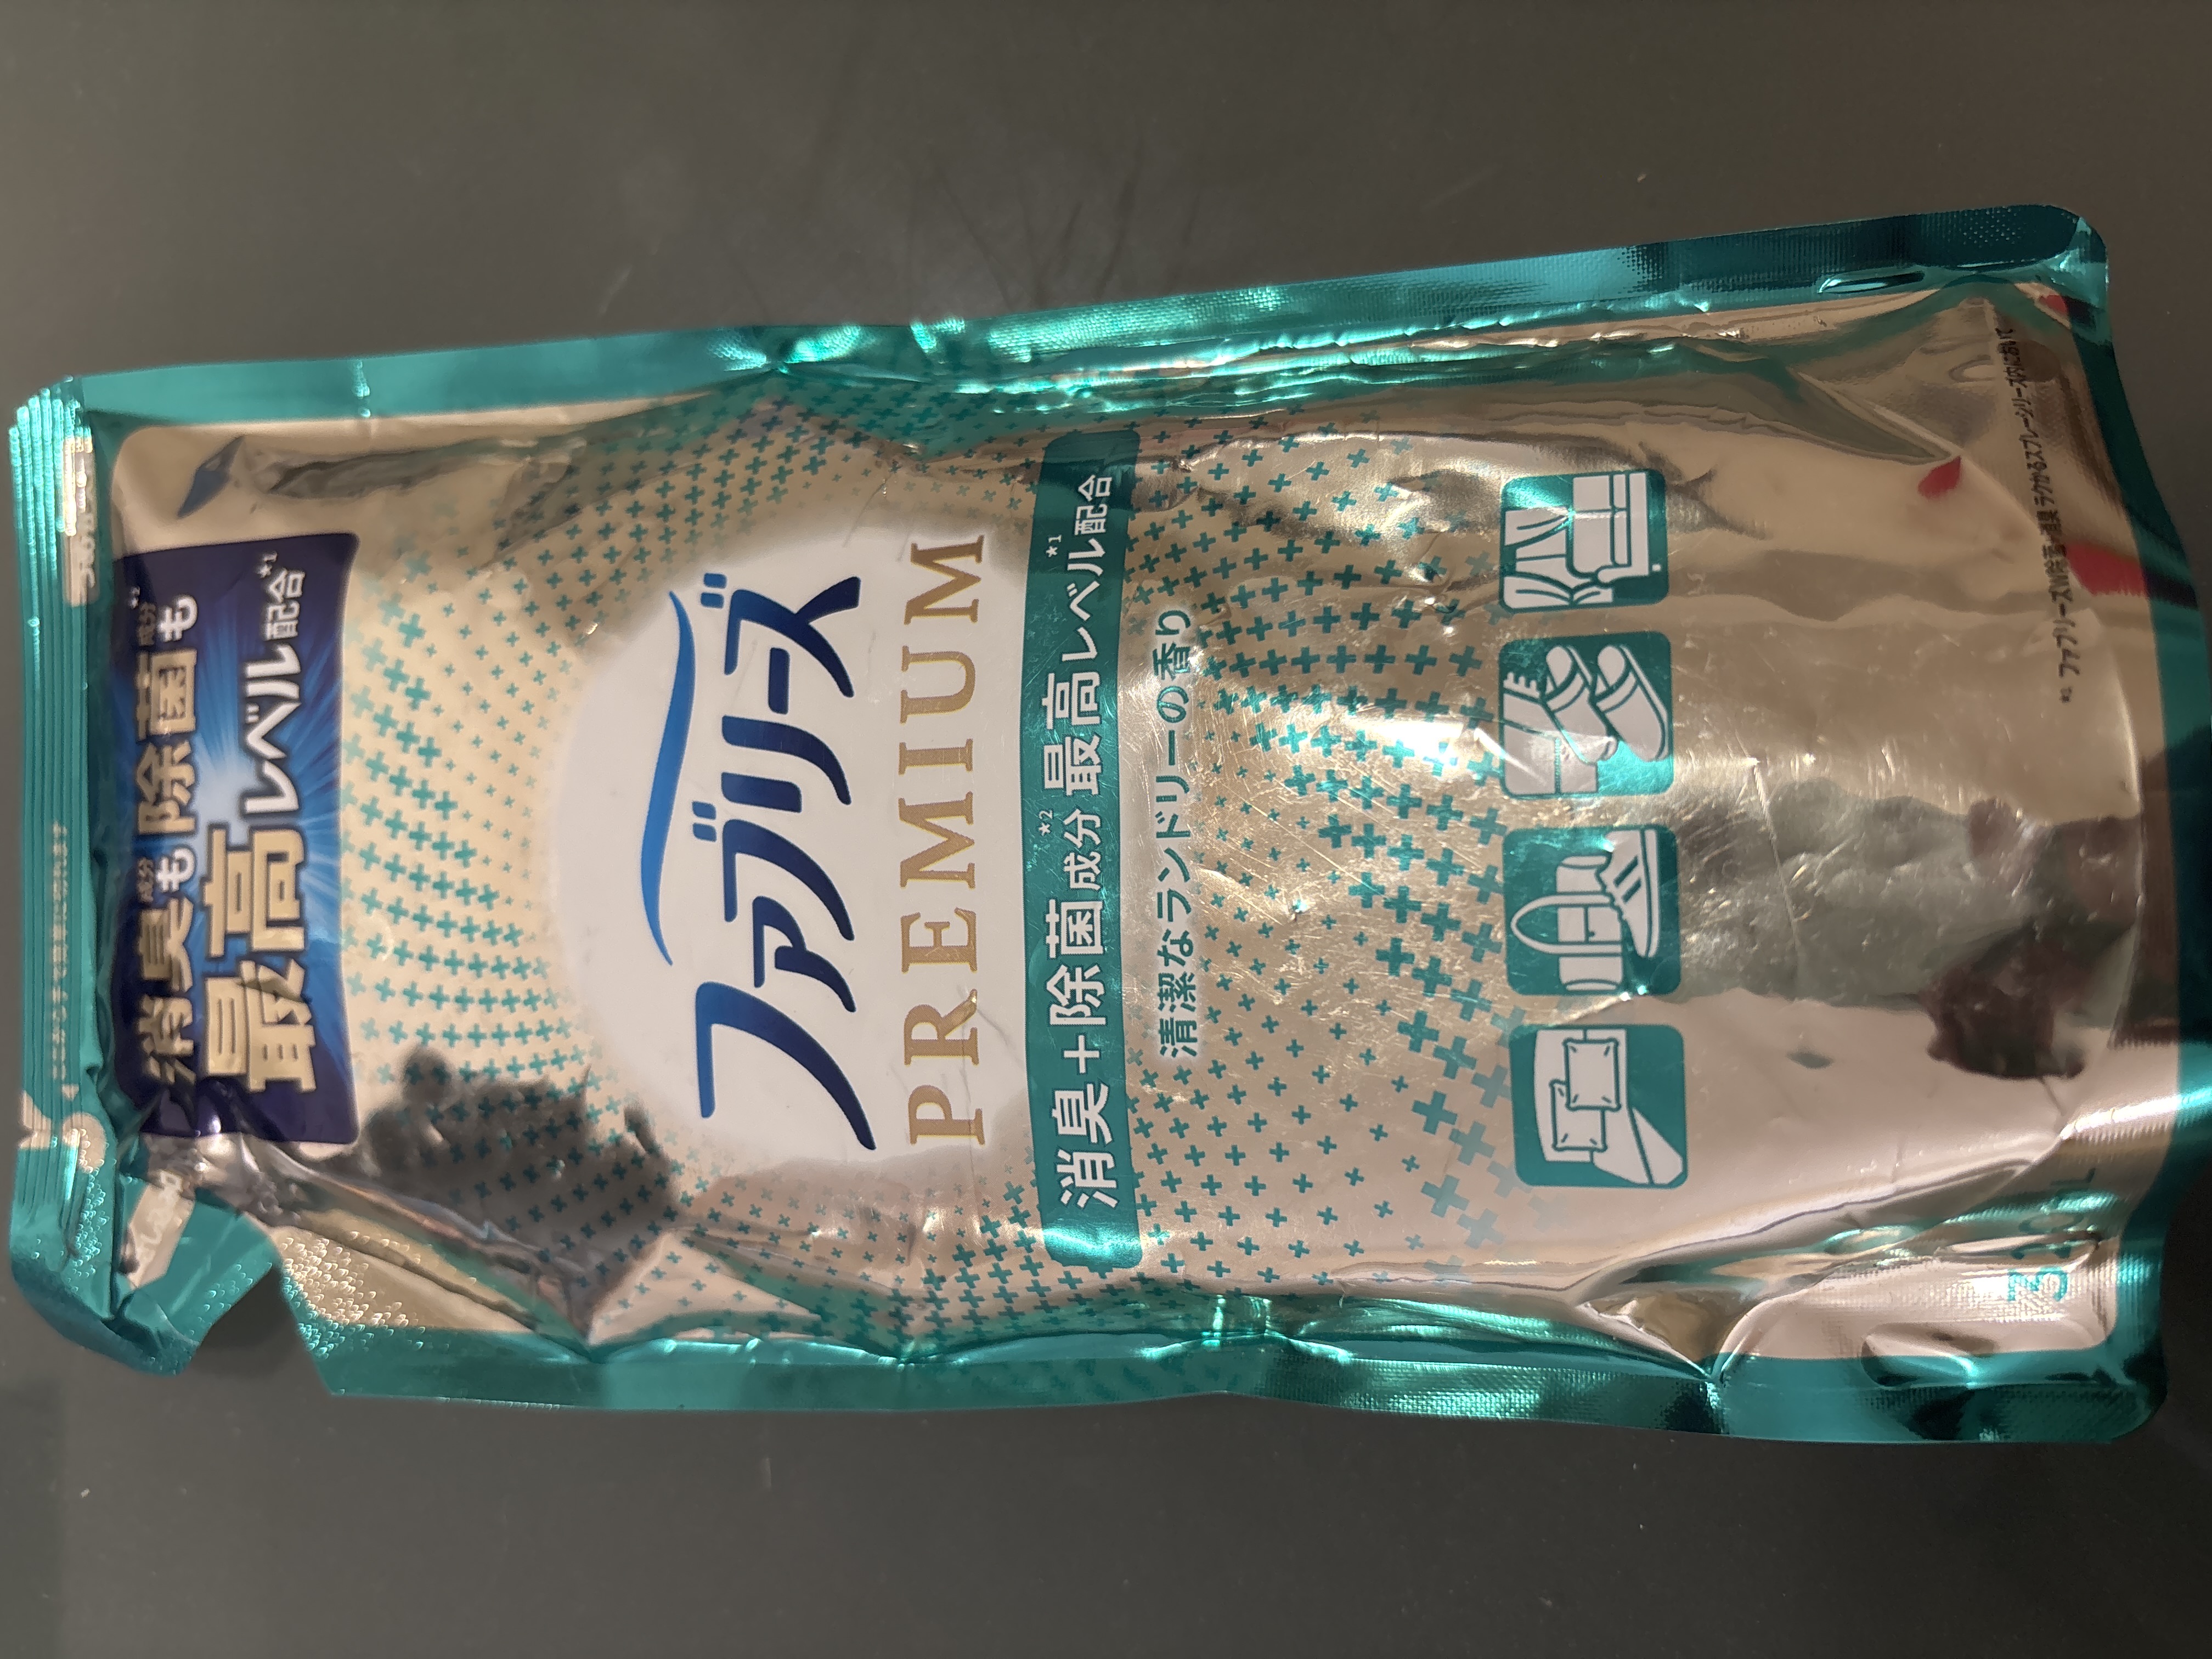 消臭成分も除菌成分も*2
最高レベル配合*1
ファブリーズ
PREMIUM
消臭+除菌成分*2最高レベル配合*1
清潔なランドリーの香り
310mL